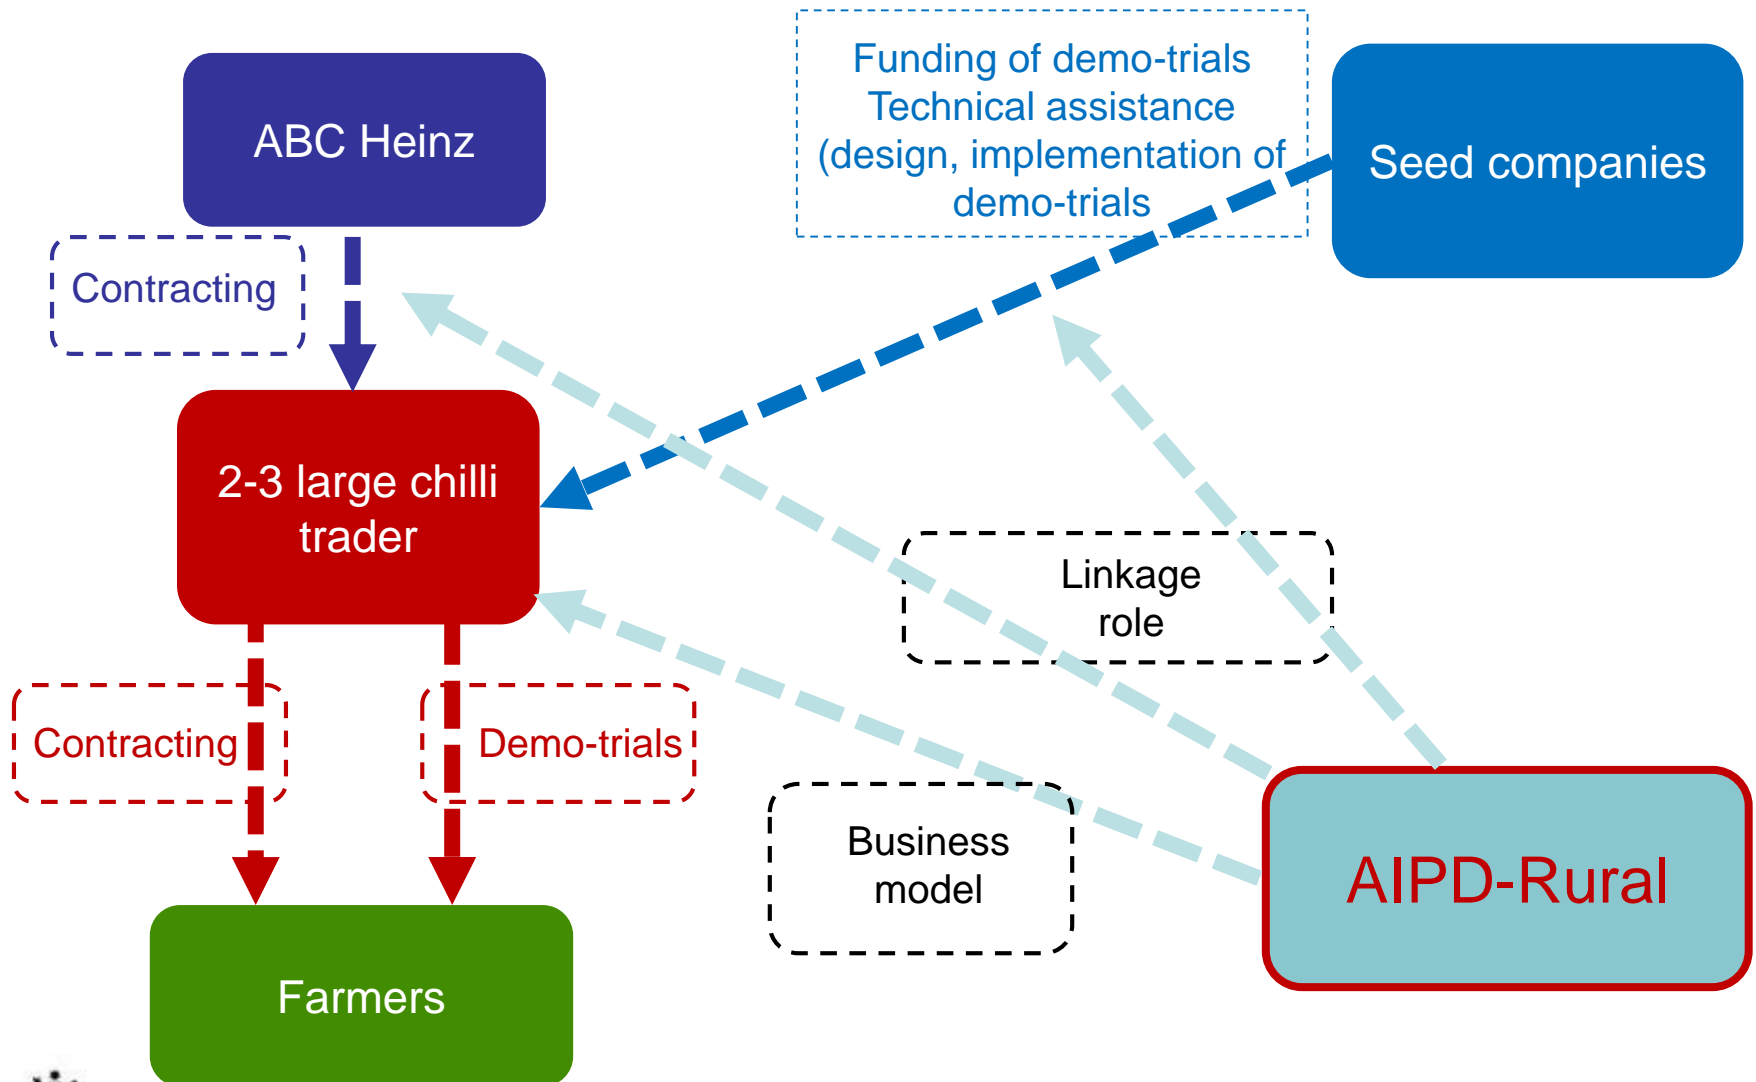 ABC Heinz
Funding of demo-trials
Technical assistance
(design, implementation of
demo-trials
Seed companies
Contracting
2-3 large chilli
trader
Linkage
role
Contracting
Demo-trials
Business
model
AIPD-Rural
Farmers